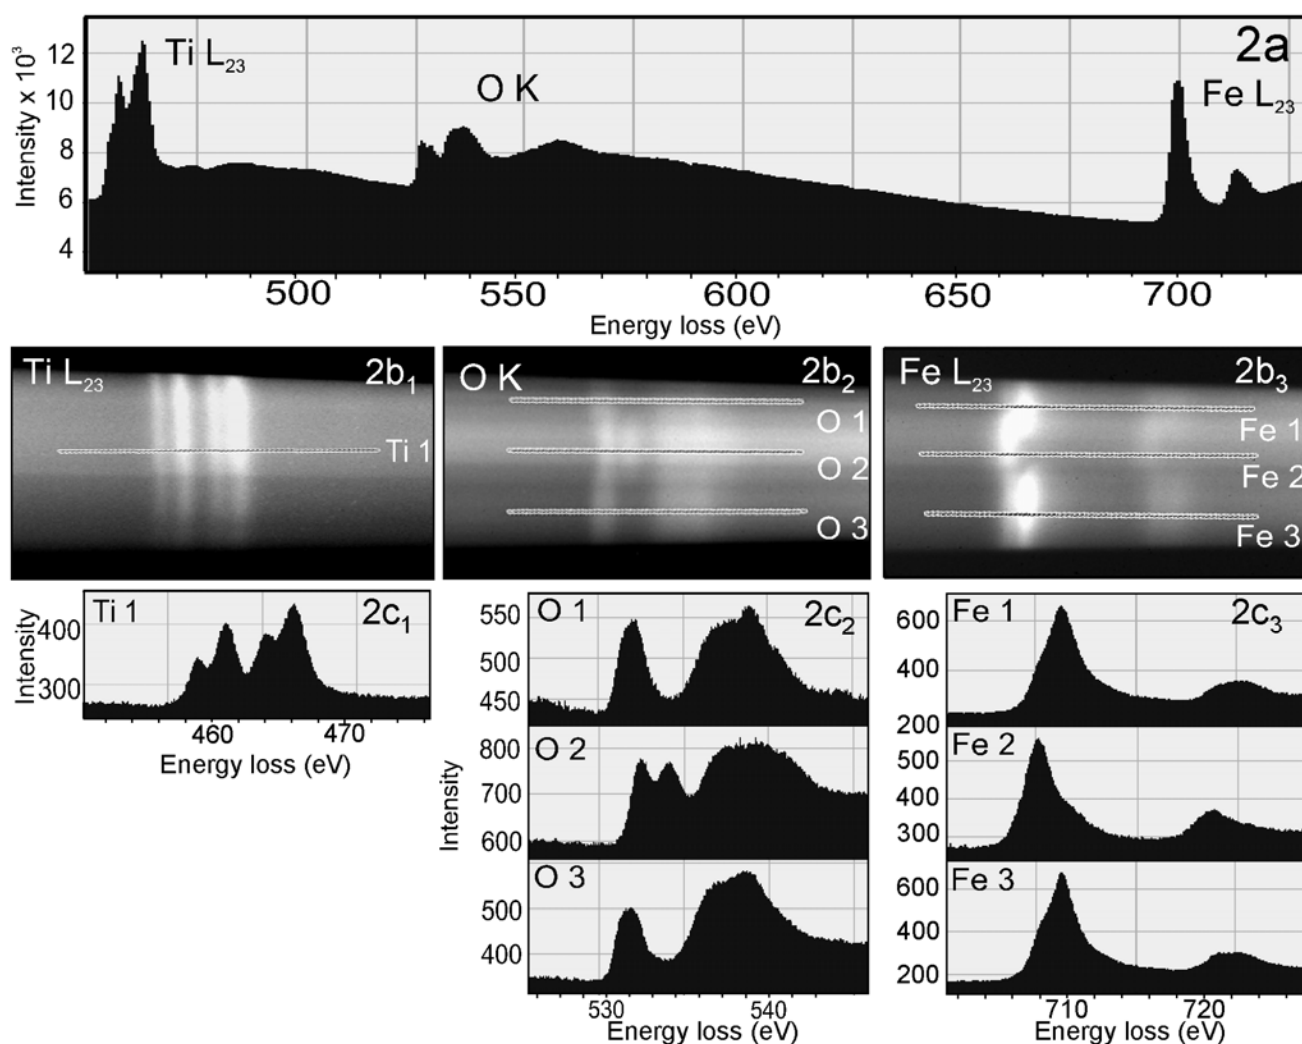 2a
Ti L23
O K
Fe L23
Intensity x 10³
12
10
8
6
4
500 550 600 650 700
Energy loss (eV)
Ti L23 2b1
Ti 1
O K 2b2
O 1
O 2
O 3
Fe L23 2b3
Fe 1
Fe 2
Fe 3
Ti 1 2c1
Intensity
400
300
460 470
Energy loss (eV)
O 1 2c2
550
500
450
O 2
Intensity
800
700
600
O 3
500
400
530 540
Energy loss (eV)
Fe 1 2c3
600
400
200
Fe 2
500
400
300
Fe 3
600
400
200
710 720
Energy loss (eV)